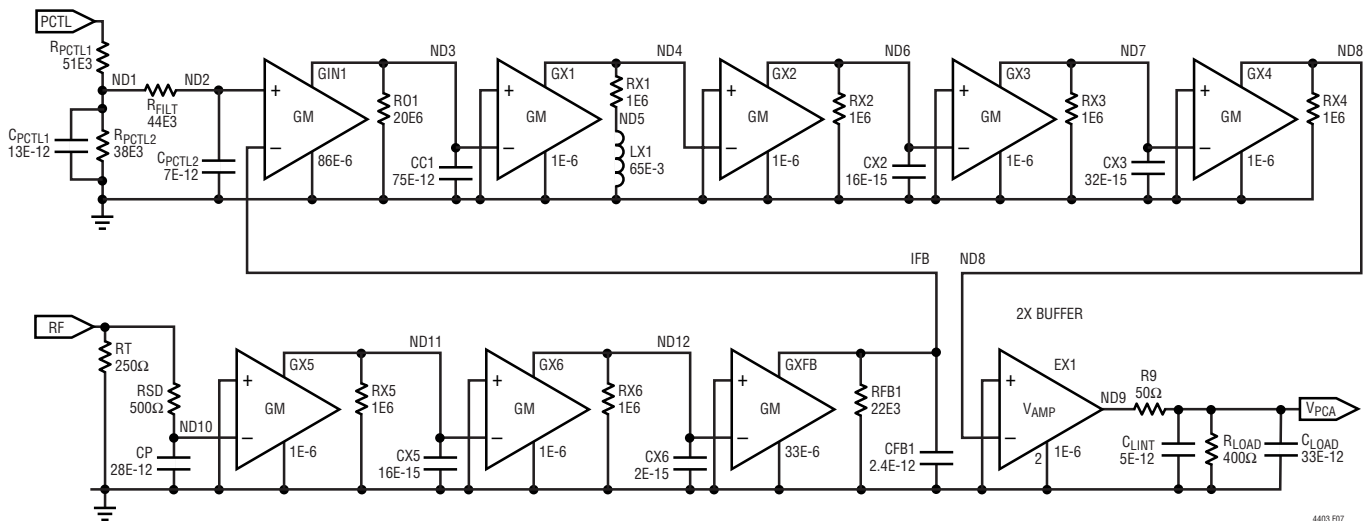 PCTL
RPCTL1
51E3
ND1
ND2
RFILT
44E3
CPCTL1
13E-12
RPCTL2
38E3
CPCTL2
7E-12
+
GIN1
GM
–
86E-6
RO1
20E6
ND3
CC1
75E-12
+
GX1
GM
–
1E-6
RX1
1E6
ND5
LX1
65E-3
ND4
+
GX2
GM
–
1E-6
RX2
1E6
ND6
CX2
16E-15
+
GX3
GM
–
1E-6
RX3
1E6
ND7
CX3
32E-15
+
GX4
GM
–
1E-6
RX4
1E6
ND8
IFB
ND8
2X BUFFER
RF
RT
250Ω
RSD
500Ω
ND10
CP
28E-12
+
GX5
GM
–
1E-6
RX5
1E6
ND11
CX5
16E-15
+
GX6
GM
–
1E-6
RX6
1E6
ND12
CX6
2E-15
+
GXFB
GM
–
33E-6
RFB1
22E3
CFB1
2.4E-12
+
EX1
VAMP
–
2
1E-6
ND9
R9
50Ω
CLINT
5E-12
RLOAD
400Ω
CLOAD
33E-12
VPCA
4403 F07